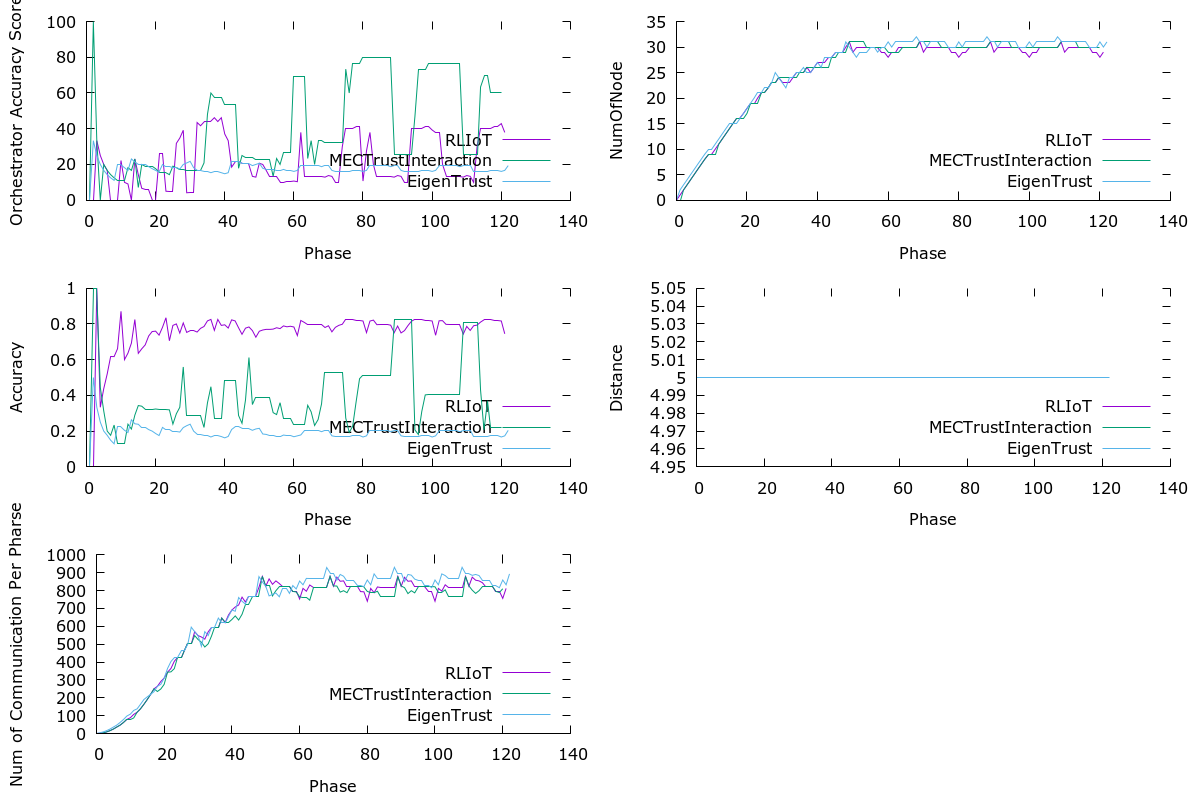 Orchestrator Accuracy Score
100
80
60
40
20
0
RLIoT
MECTrustInteraction
EigenTrust
0 20 40 60 80 100 120 140
Phase
NumOfNode
35
30
25
20
15
10
5
0
RLIoT
MECTrustInteraction
EigenTrust
0 20 40 60 80 100 120 140
Phase
Accuracy
1
0.8
0.6
0.4
0.2
0
RLIoT
MECTrustInteraction
EigenTrust
0 20 40 60 80 100 120 140
Phase
Distance
5.05
5.04
5.03
5.02
5.01
5
4.99
4.98
4.97
4.96
4.95
RLIoT
MECTrustInteraction
EigenTrust
0 20 40 60 80 100 120 140
Phase
Num of Communication Per Pharse
1000
900
800
700
600
500
400
300
200
100
0
RLIoT
MECTrustInteraction
EigenTrust
0 20 40 60 80 100 120 140
Phase